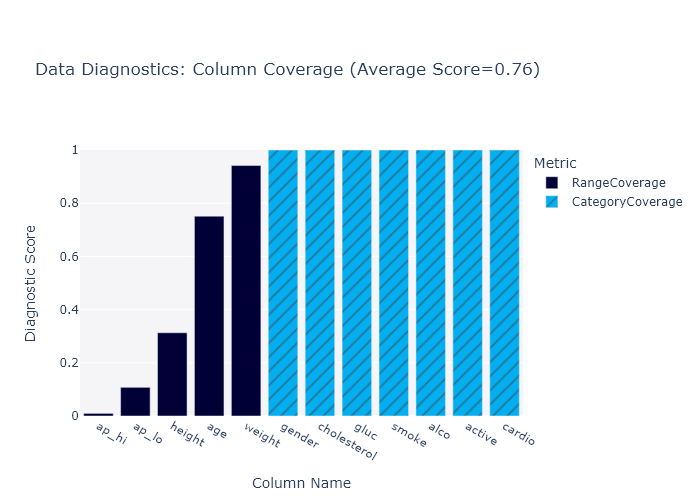 Data Diagnostics: Column Coverage (Average Score=0.76)
Metric
RangeCoverage
CategoryCoverage
Diagnostic Score
1
0.8
0.6
0.4
0.2
0
ap_hi
ap_lo
height
age
weight
gender
cholesterol
gluc
smoke
alco
active
cardio
Column Name